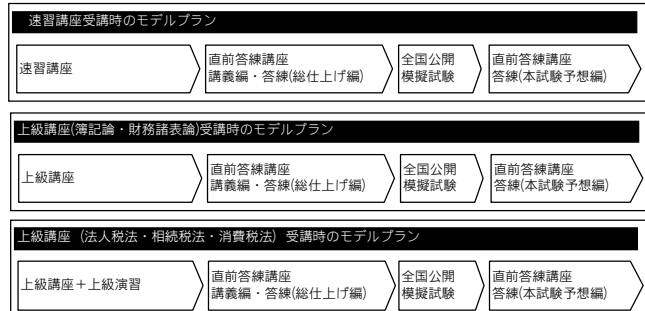 速習講座受講時のモデルプラン
速習講座
直前答練講座
講義編・答練(総仕上げ編)
全国公開
模擬試験
直前答練講座
答練(本試験予想編)
上級講座(簿記論・財務諸表論)受講時のモデルプラン
上級講座
直前答練講座
講義編・答練(総仕上げ編)
全国公開
模擬試験
直前答練講座
答練(本試験予想編)
上級講座（法人税法・相続税法・消費税法）受講時のモデルプラン
上級講座＋上級演習
直前答練講座
講義編・答練(総仕上げ編)
全国公開
模擬試験
直前答練講座
答練(本試験予想編)